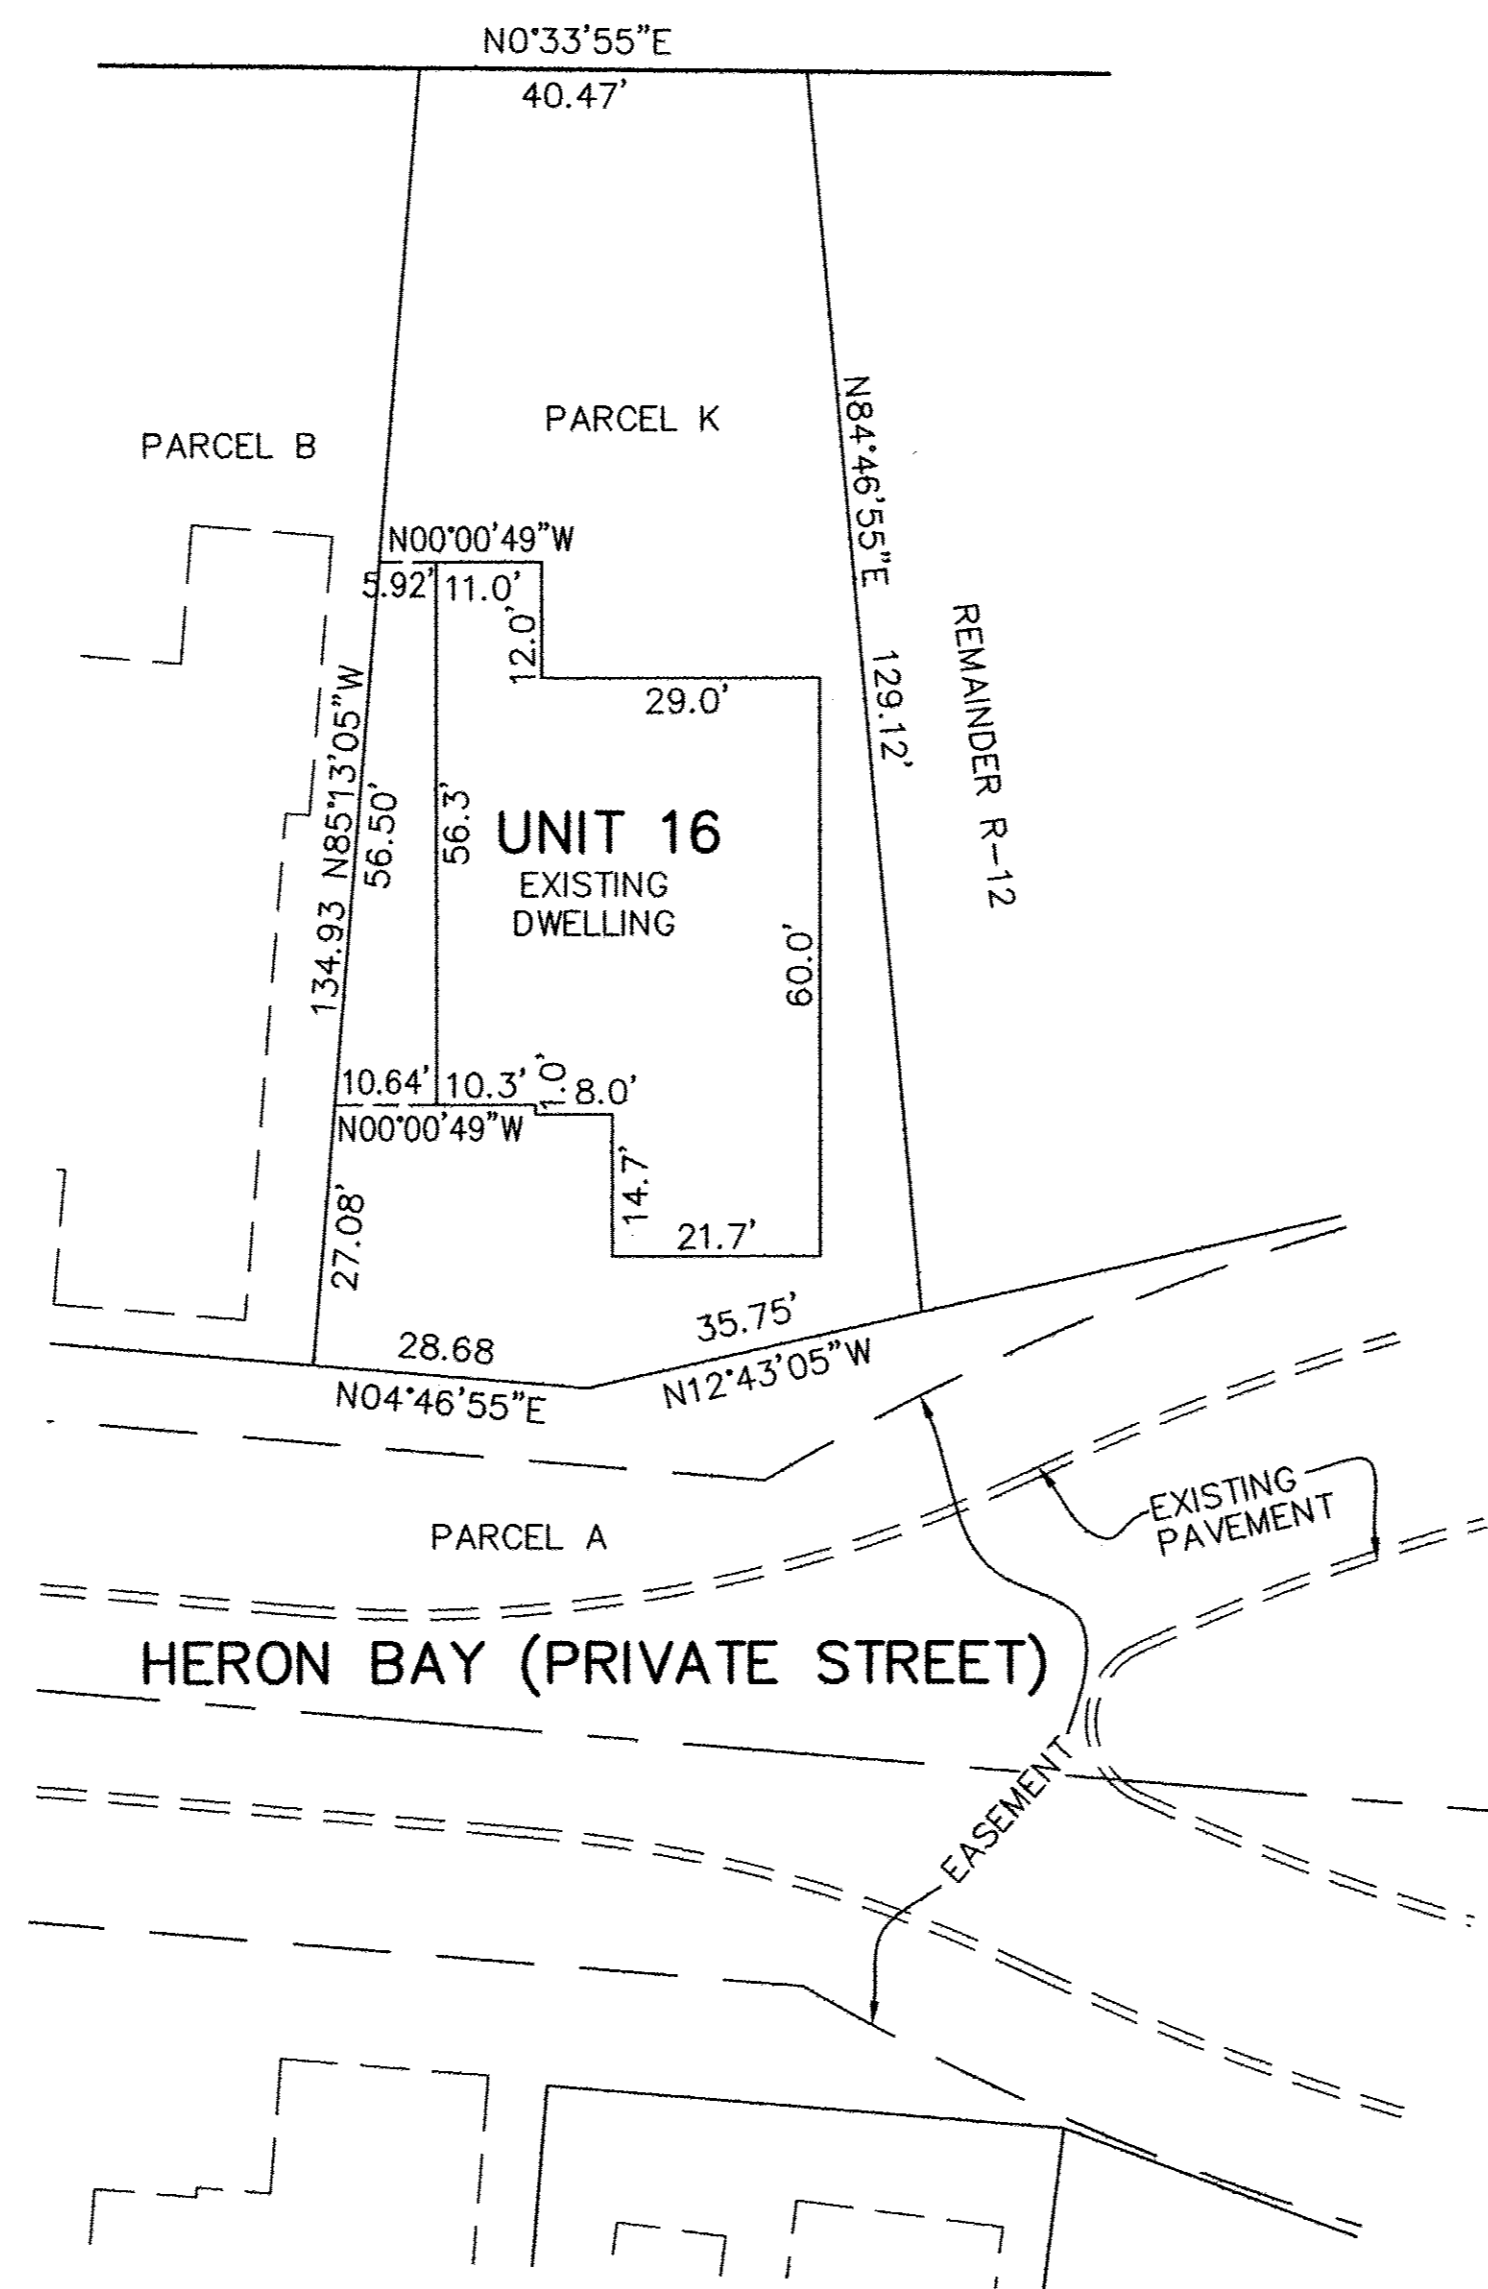 N0°33'55"E
40.47'
PARCEL B
PARCEL K
N84°46'55"E 129.12'
REMAINDER R-12
N00°00'49"W
5.92'
11.0'
12.0'
29.0'
134.93 N85°13'05"W
56.50'
56.3'
UNIT 16
EXISTING
DWELLING
60.0'
10.64'
10.3'
1.0'
8.0'
N00°00'49"W
14.7'
27.08'
21.7'
35.75'
28.68
N12°43'05"W
N04°46'55"E
EXISTING
PAVEMENT
PARCEL A
HERON BAY (PRIVATE STREET)
EASEMENT